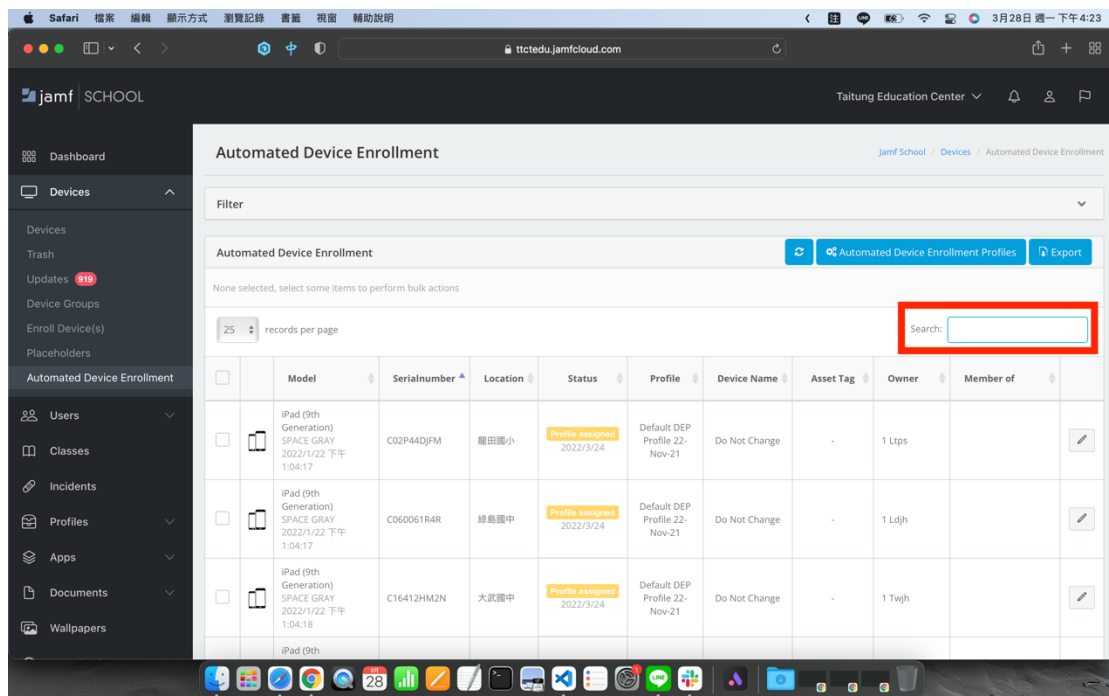 Safari 檔案 編輯 顯示方式 瀏覽記錄 書籤 視窗 輔助說明 3月28日 週一 下午4:23
ttctedu.jamfcloud.com
jamf SCHOOL Taitung Education Center
Dashboard
Devices
Devices
Trash
Updates 919
Device Groups
Enroll Device(s)
Placeholders
Automated Device Enrollment
Users
Classes
Incidents
Profiles
Apps
Documents
Wallpapers
Automated Device Enrollment Jamf School / Devices / Automated Device Enrollment
Filter
Automated Device Enrollment Automated Device Enrollment Profiles Export
None selected, select some items to perform bulk actions
25 records per page Search:
Model Serialnumber Location Status Profile Device Name Asset Tag Owner Member of
iPad (9th
Generation)
SPACE GRAY
2022/1/22 下午
1:04:17
C02P44DJFM 龍田國小
Profile assigned
2022/3/24
Default DEP
Profile 22-
Nov-21
Do Not Change - 1 Ltps
iPad (9th
Generation)
SPACE GRAY
2022/1/22 下午
1:04:17
C060061R4R 綠島國中
Profile assigned
2022/3/24
Default DEP
Profile 22-
Nov-21
Do Not Change - 1 Ldjh
iPad (9th
Generation)
SPACE GRAY
2022/1/22 下午
1:04:18
C16412HM2N 大武國中
Profile assigned
2022/3/24
Default DEP
Profile 22-
Nov-21
Do Not Change - 1 Twjh
iPad (9th
28